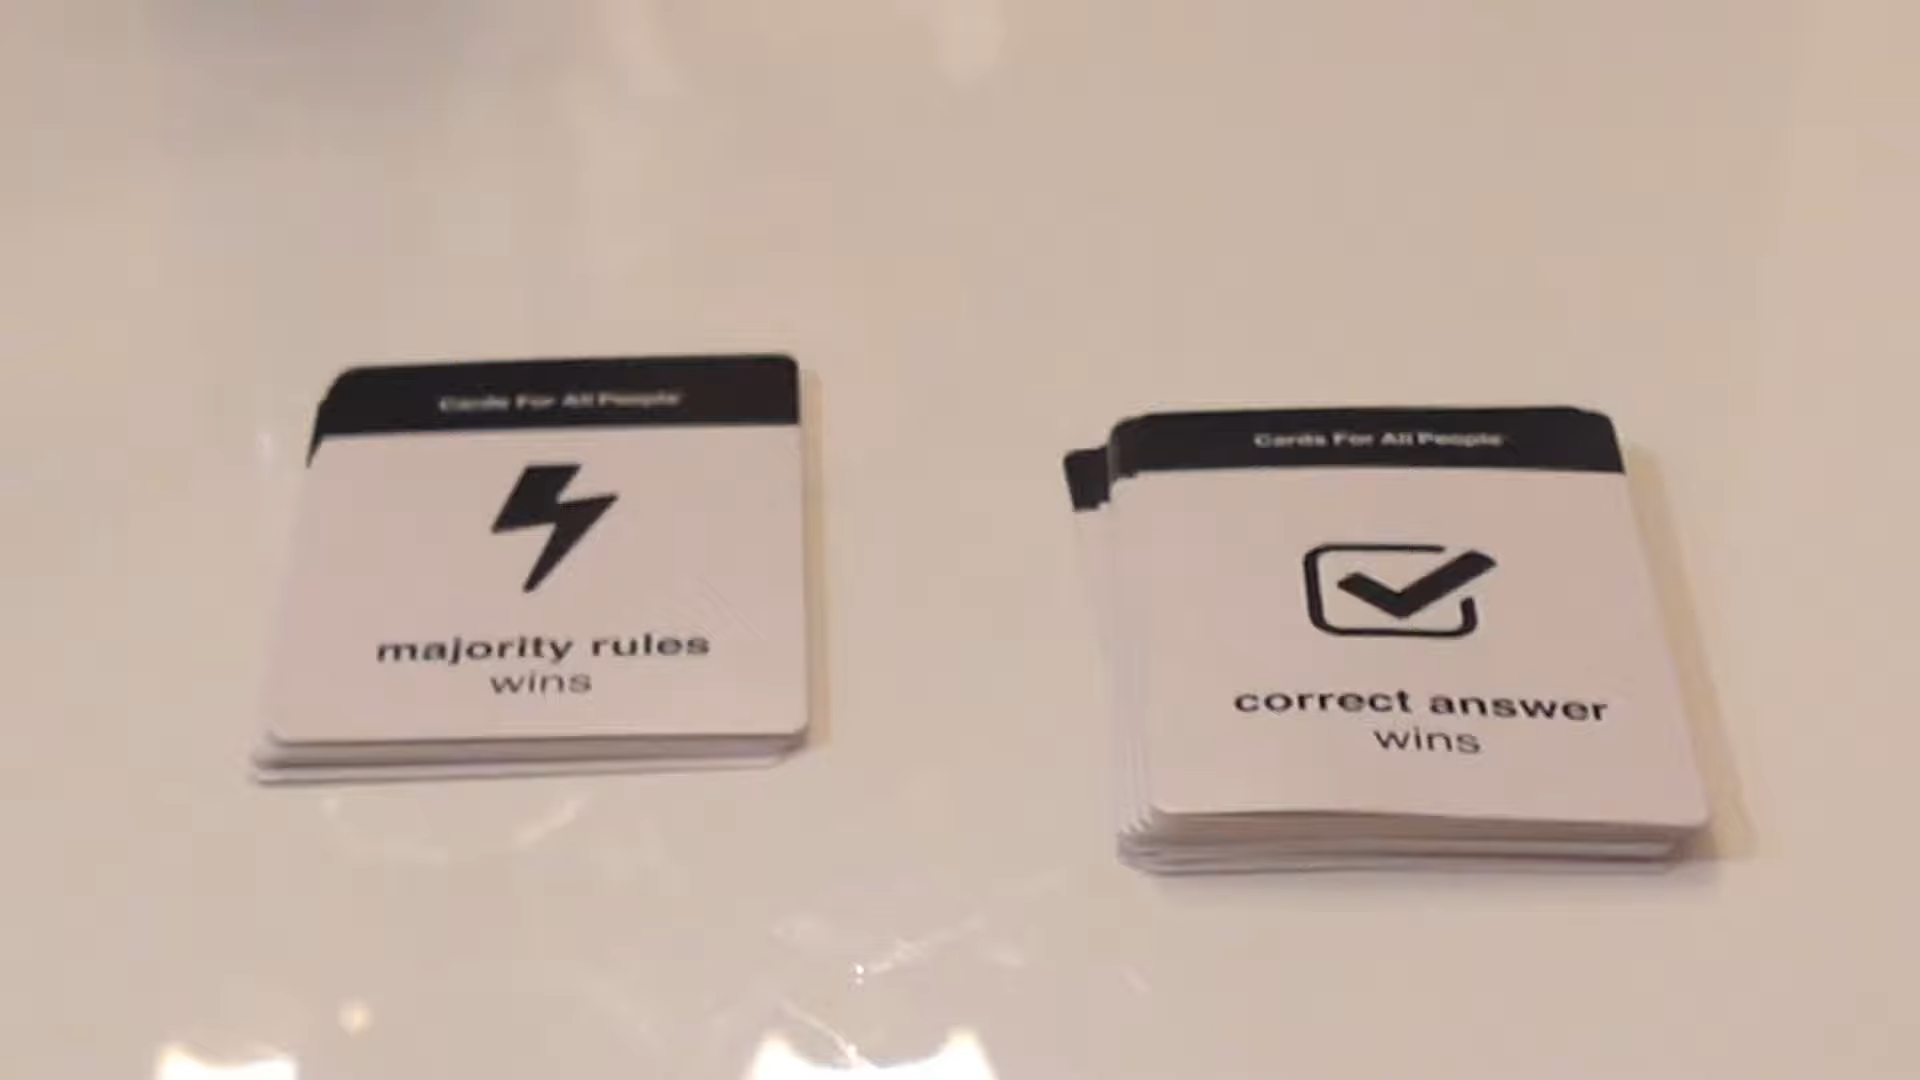 Cards For All People
majority rules
wins
Cards For All People
correct answer
wins